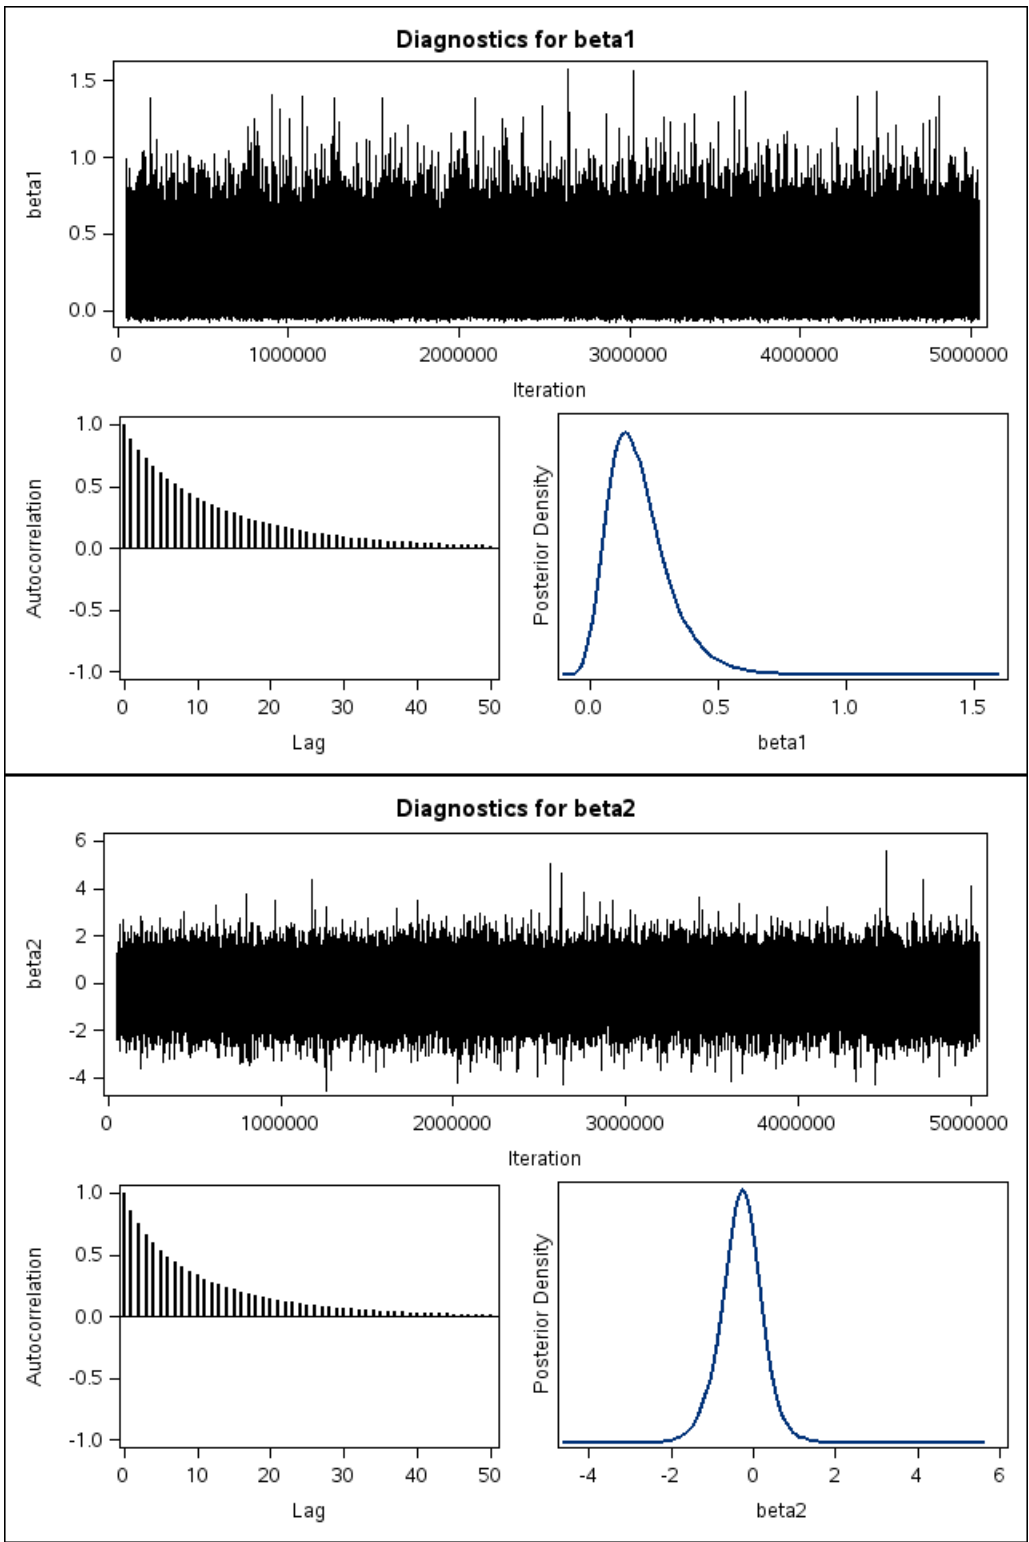 Diagnostics for beta1
1.5
1.0
0.5
0.0
beta1
0 1000000 2000000 3000000 4000000 5000000
Iteration
1.0
0.5
0.0
-0.5
-1.0
Autocorrelation
0 10 20 30 40 50
Lag
Posterior Density
0.0 0.5 1.0 1.5
beta1
Diagnostics for beta2
6
4
2
0
-2
-4
beta2
0 1000000 2000000 3000000 4000000 5000000
Iteration
1.0
0.5
0.0
-0.5
-1.0
Autocorrelation
0 10 20 30 40 50
Lag
Posterior Density
-4 -2 0 2 4 6
beta2